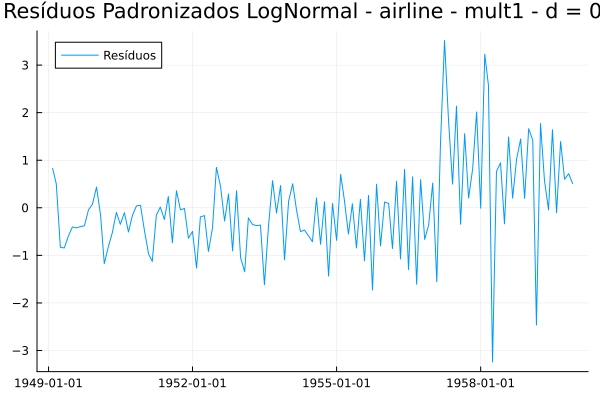 Resíduos Padronizados LogNormal - airline - mult1 - d = 0
Resíduos
3
2
1
0
−1
−2
−3
1949-01-01 1952-01-01 1955-01-01 1958-01-01